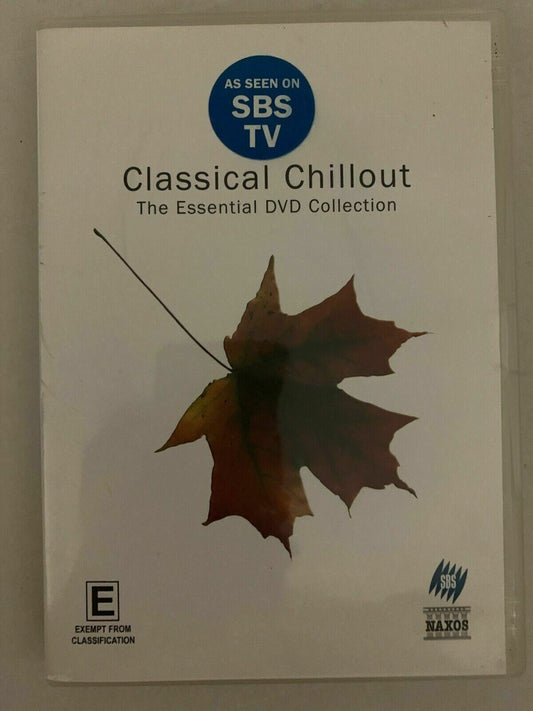 AS SEEN ON
SBS
TV
Classical Chillout
The Essential DVD Collection
E
EXEMPT FROM
CLASSIFICATION
SBS
NAXOS